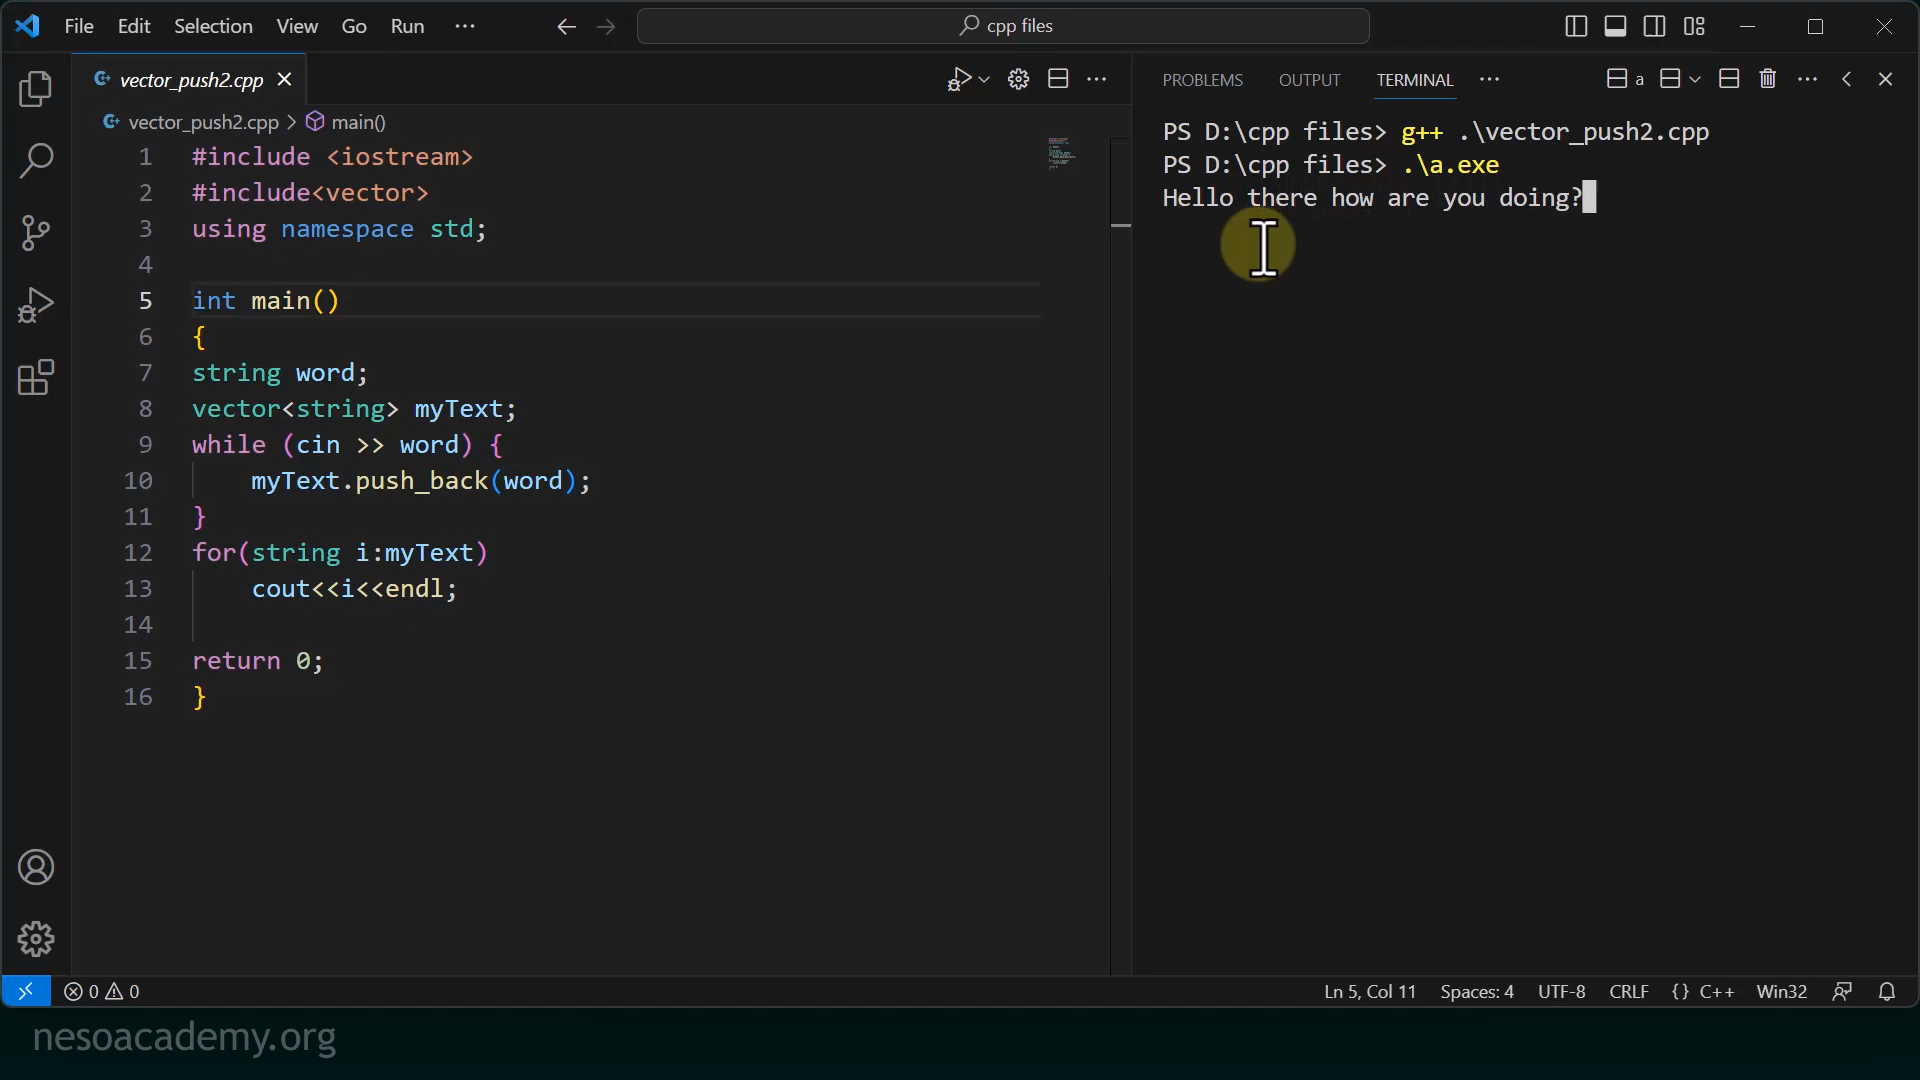 File Edit Selection View Go Run ··· cpp files
vector_push2.cpp
vector_push2.cpp > main()
1 #include <iostream>
2 #include<vector>
3 using namespace std;
4
5 int main()
6 {
7 string word;
8 vector<string> myText;
9 while (cin >> word) {
10     myText.push_back(word);
11 }
12 for(string i:myText)
13     cout<<i<<endl;
14
15 return 0;
16 }
PROBLEMS OUTPUT TERMINAL ··· a
PS D:\cpp files> g++ .\vector_push2.cpp
PS D:\cpp files> .\a.exe
Hello there how are you doing?
0 0 Ln 5, Col 11 Spaces: 4 UTF-8 CRLF {} C++ Win32
nesoacademy.org